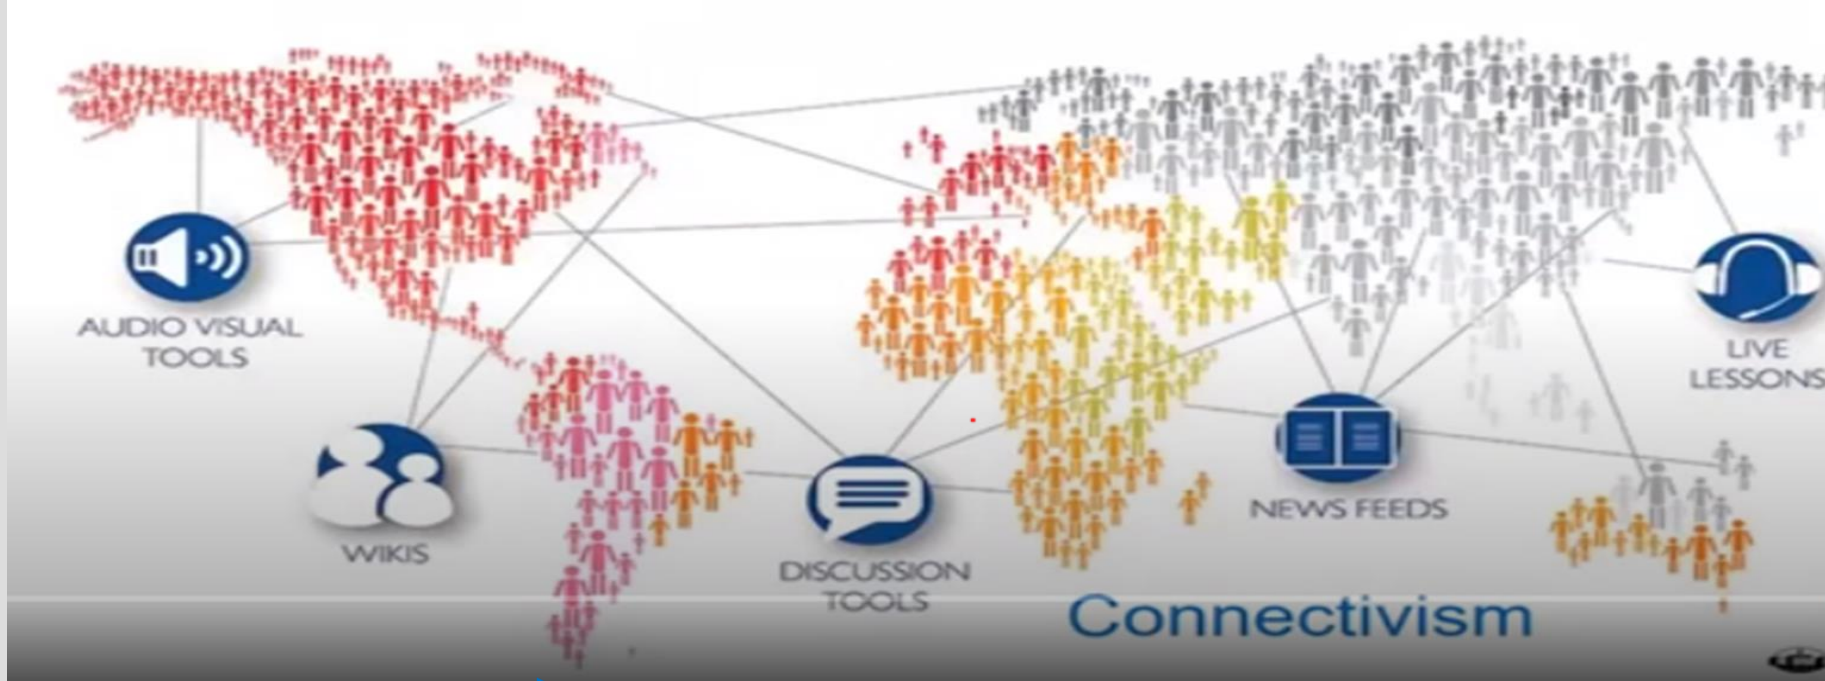 AUDIO VISUAL
TOOLS
WIKIS
DISCUSSION
TOOLS
NEWS FEEDS
LIVE
LESSONS
Connectivism